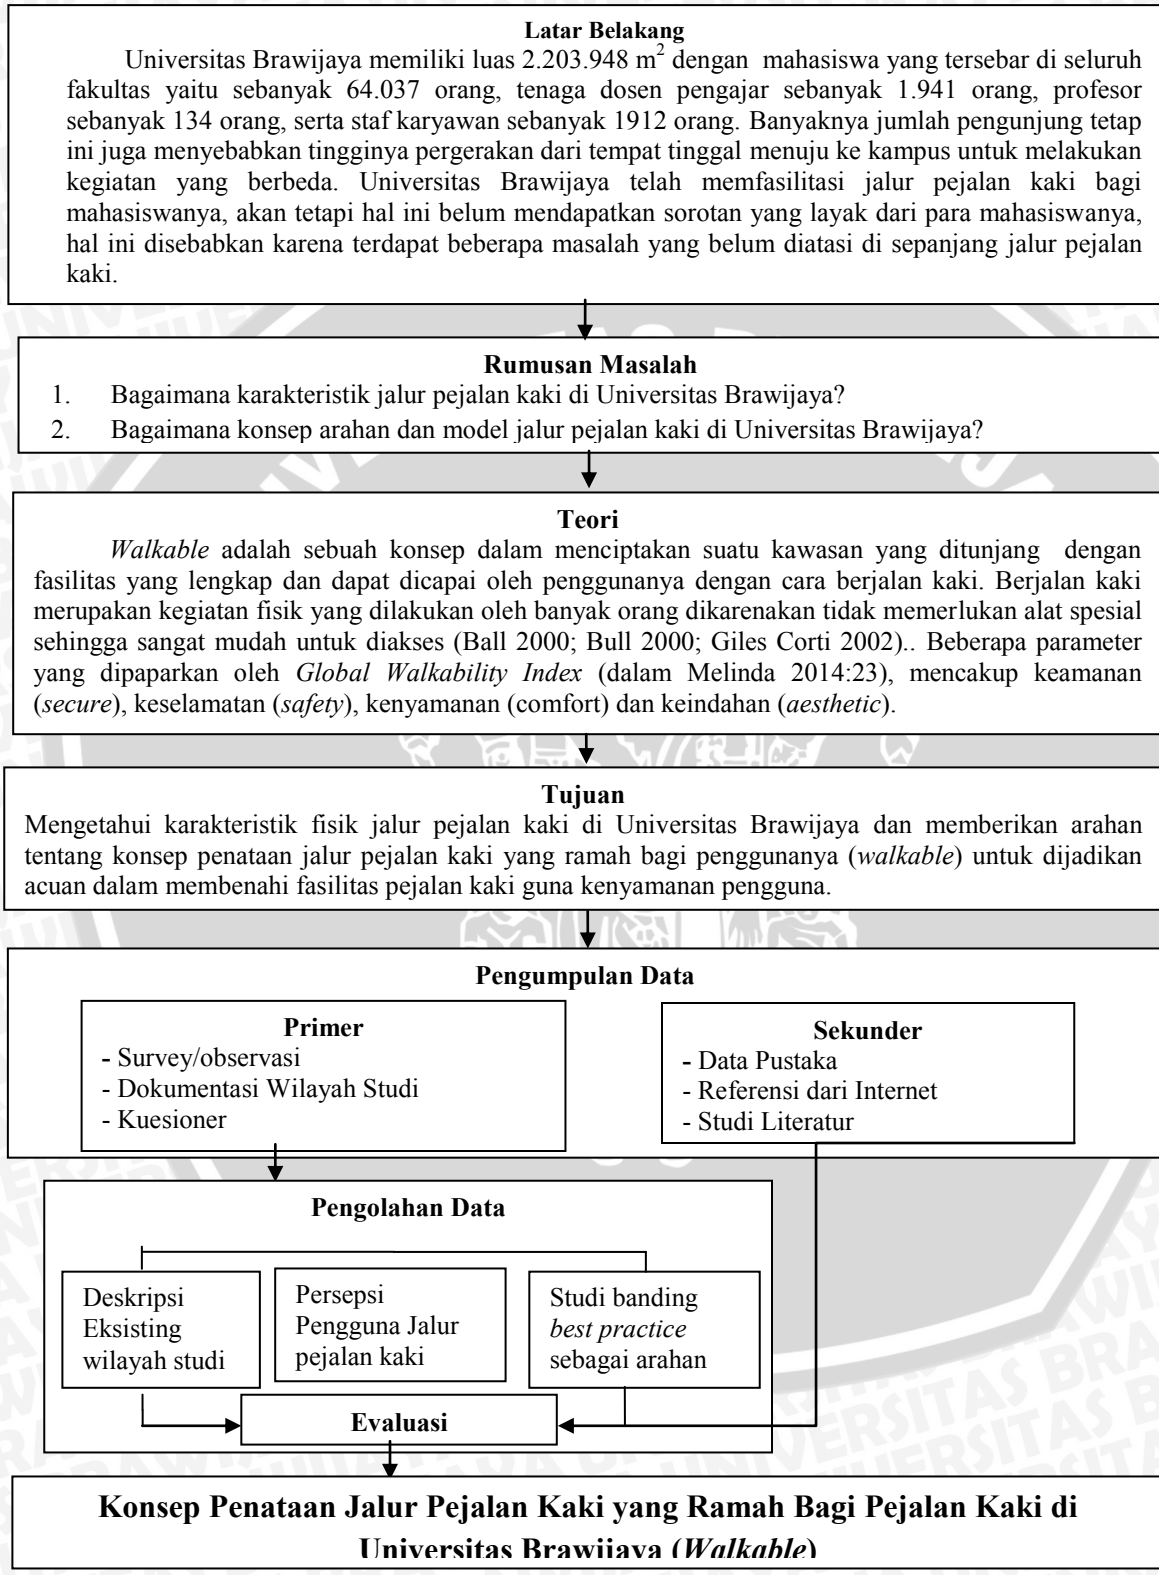 Latar Belakang
Universitas Brawijaya memiliki luas 2.203.948 m² dengan mahasiswa yang tersebar di seluruh
fakultas yaitu sebanyak 64.037 orang, tenaga dosen pengajar sebanyak 1.941 orang, profesor
sebanyak 134 orang, serta staf karyawan sebanyak 1912 orang. Banyaknya jumlah pengunjung tetap
ini juga menyebabkan tingginya pergerakan dari tempat tinggal menuju ke kampus untuk melakukan
kegiatan yang berbeda. Universitas Brawijaya telah memfasilitasi jalur pejalan kaki bagi
mahasiswanya, akan tetapi hal ini belum mendapatkan sorotan yang layak dari para mahasiswanya,
hal ini disebabkan karena terdapat beberapa masalah yang belum diatasi di sepanjang jalur pejalan
kaki.
Rumusan Masalah
1. Bagaimana karakteristik jalur pejalan kaki di Universitas Brawijaya?
2. Bagaimana konsep arahan dan model jalur pejalan kaki di Universitas Brawijaya?
Teori
Walkable adalah sebuah konsep dalam menciptakan suatu kawasan yang ditunjang dengan
fasilitas yang lengkap dan dapat dicapai oleh penggunanya dengan cara berjalan kaki. Berjalan kaki
merupakan kegiatan fisik yang dilakukan oleh banyak orang dikarenakan tidak memerlukan alat spesial
sehingga sangat mudah untuk diakses (Ball 2000; Bull 2000; Giles Corti 2002).. Beberapa parameter
yang dipaparkan oleh Global Walkability Index (dalam Melinda 2014:23), mencakup keamanan
(secure), keselamatan (safety), kenyamanan (comfort) dan keindahan (aesthetic).
Tujuan
Mengetahui karakteristik fisik jalur pejalan kaki di Universitas Brawijaya dan memberikan arahan
tentang konsep penataan jalur pejalan kaki yang ramah bagi penggunanya (walkable) untuk dijadikan
acuan dalam membenahi fasilitas pejalan kaki guna kenyamanan pengguna.
Pengumpulan Data
Primer
- Survey/observasi
- Dokumentasi Wilayah Studi
- Kuesioner
Sekunder
- Data Pustaka
- Referensi dari Internet
- Studi Literatur
Pengolahan Data
Deskripsi
Eksisting
wilayah studi
Persepsi
Pengguna Jalur
pejalan kaki
Studi banding
best practice
sebagai arahan
Evaluasi
Konsep Penataan Jalur Pejalan Kaki yang Ramah Bagi Pejalan Kaki di
Universitas Brawijaya (Walkable)